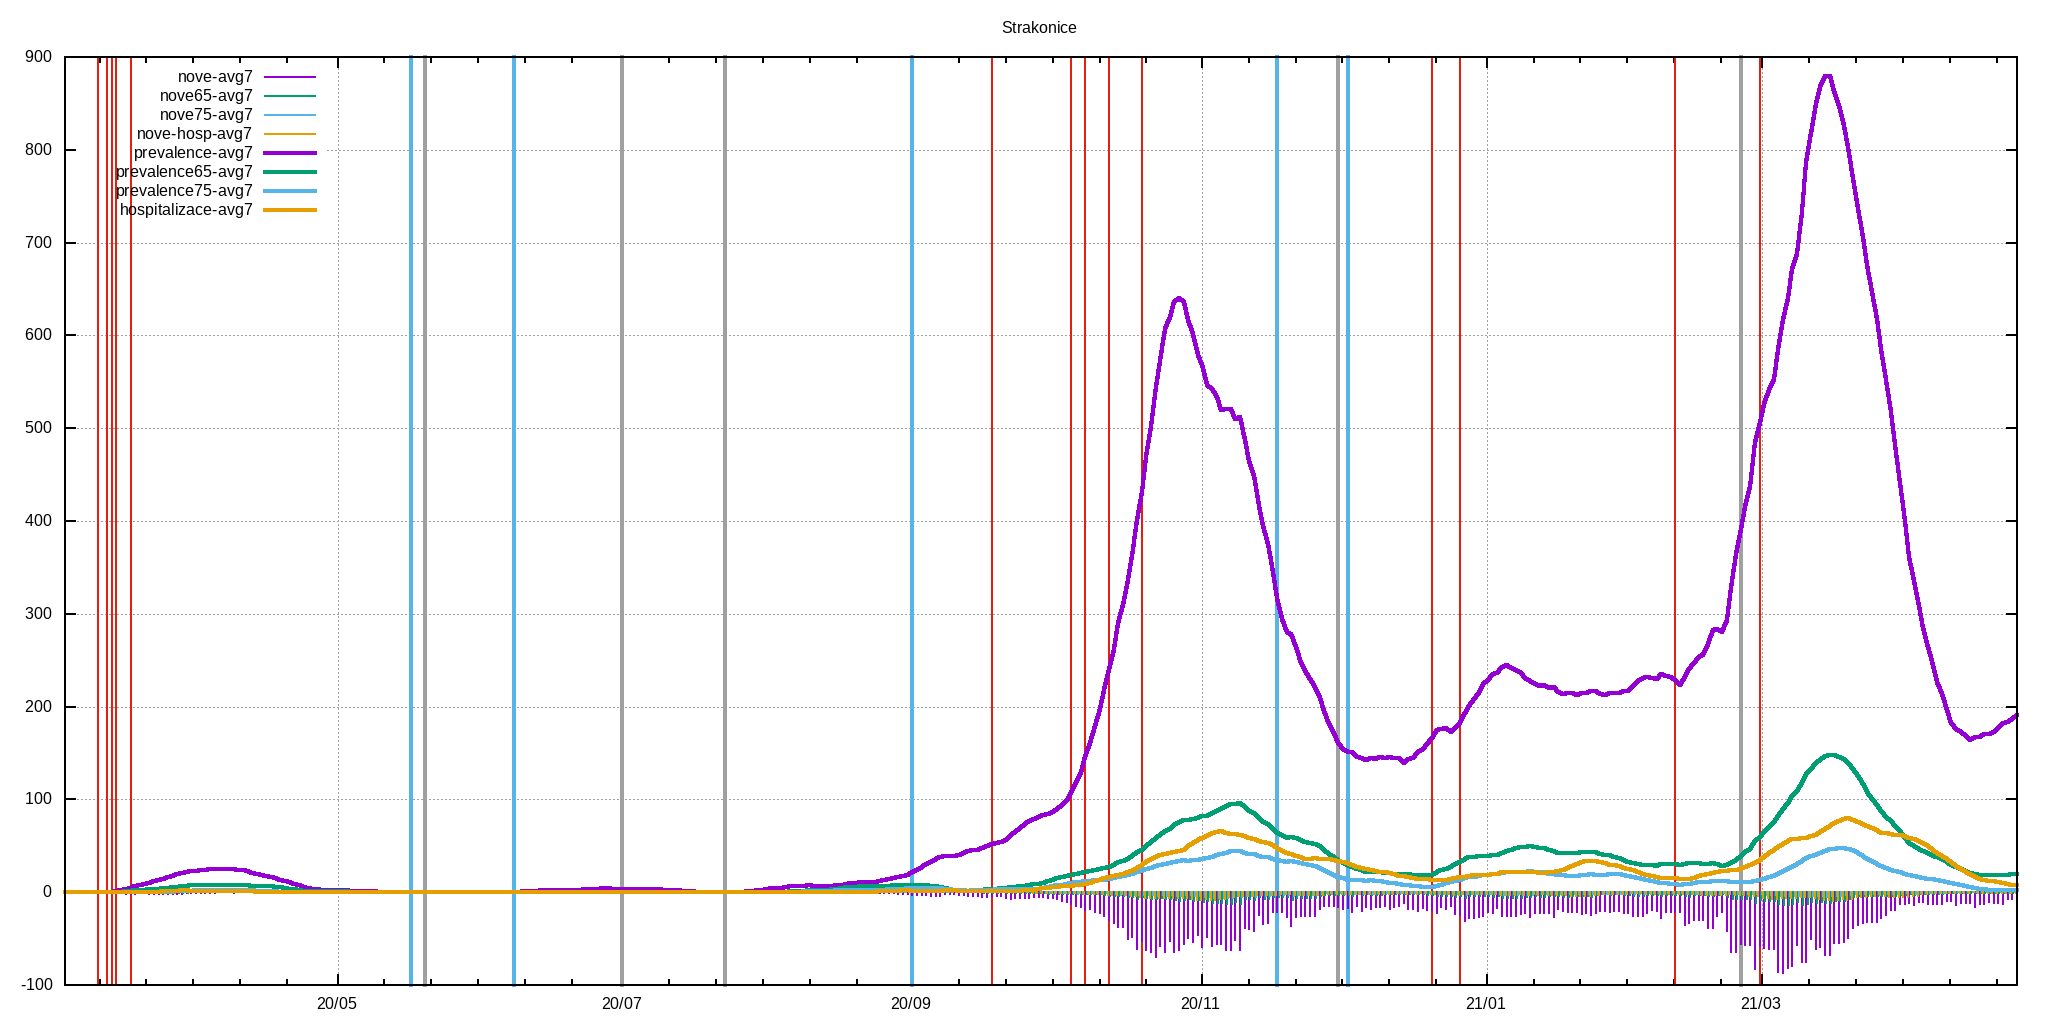 Strakonice
900
800
700
600
500
400
300
200
100
0
-100
nove-avg7
nove65-avg7
nove75-avg7
nove-hosp-avg7
prevalence-avg7
prevalence65-avg7
prevalence75-avg7
hospitalizace-avg7
20/05 20/07 20/09 20/11 21/01 21/03